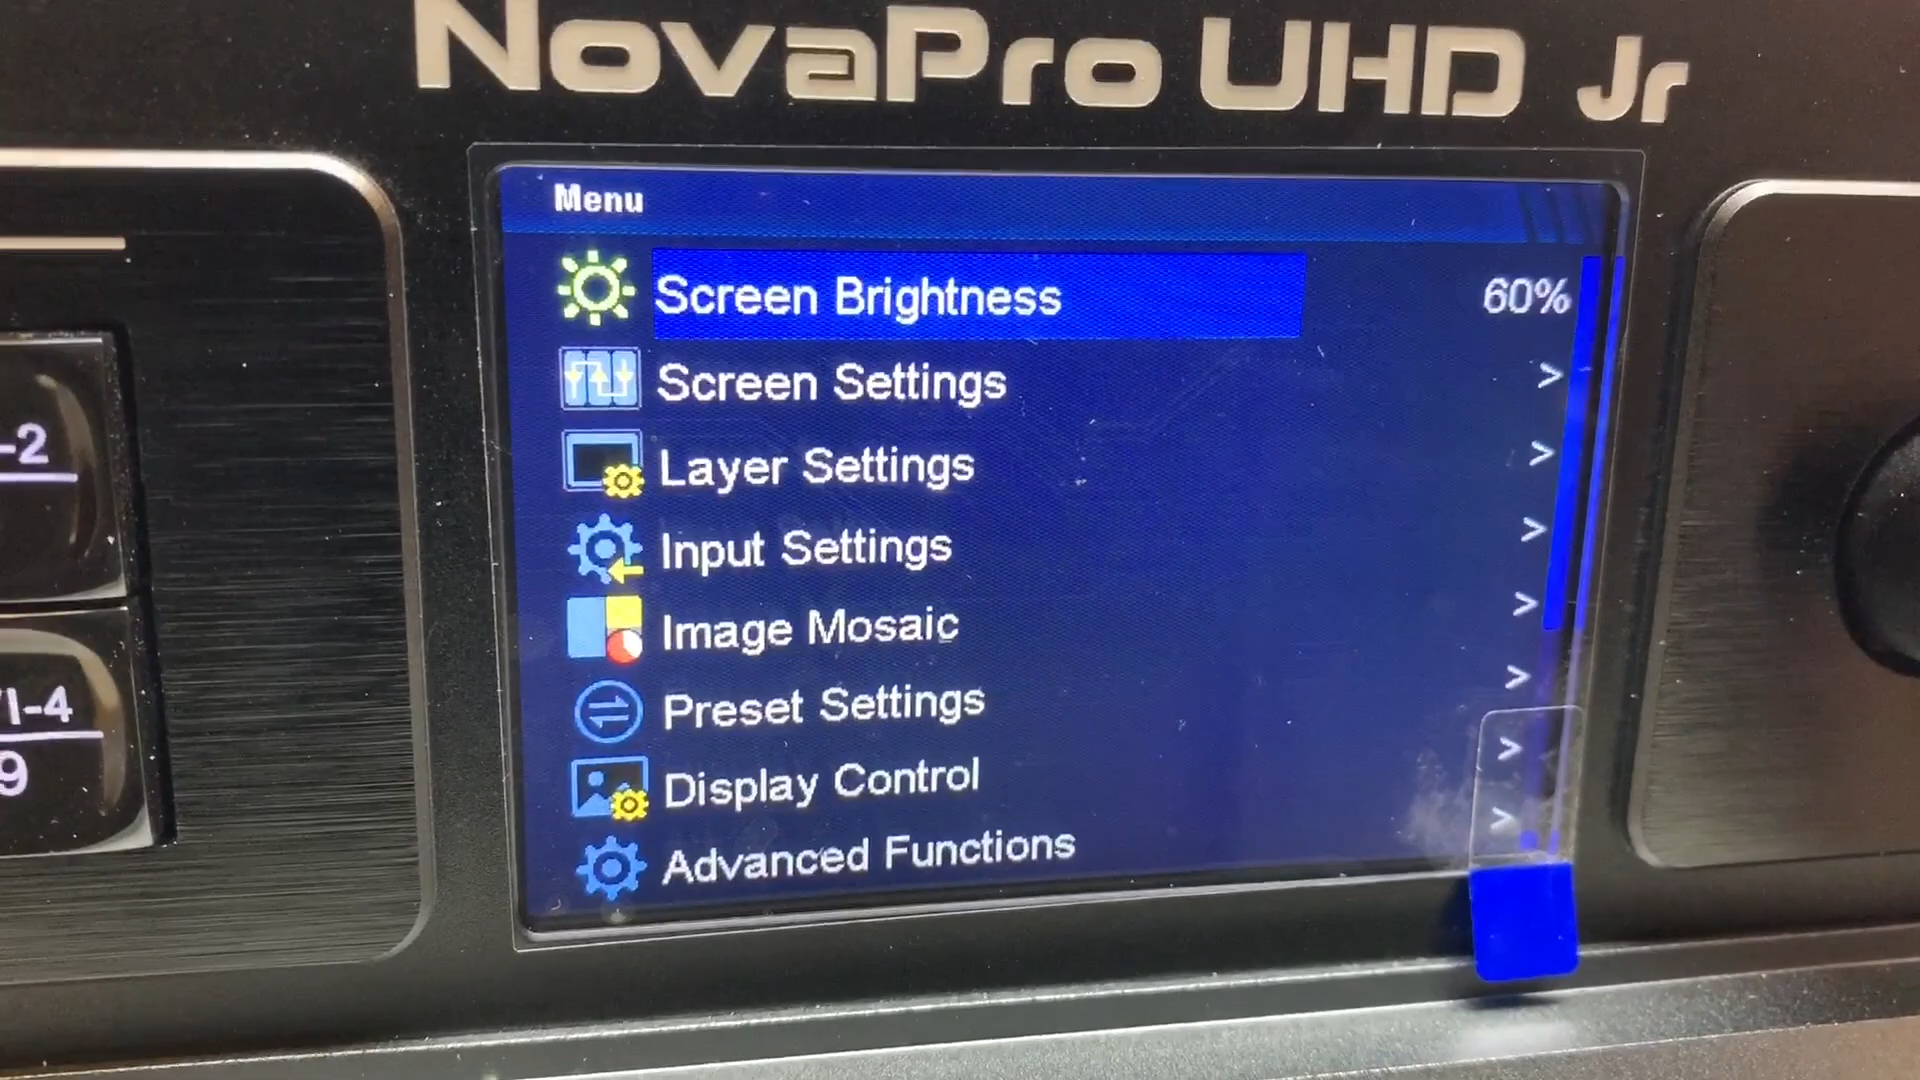 NovaPro UHD Jr
Menu
Screen Brightness 60%
Screen Settings >
Layer Settings >
Input Settings >
Image Mosaic >
Preset Settings >
Display Control >
Advanced Functions >
-2
I-4
9